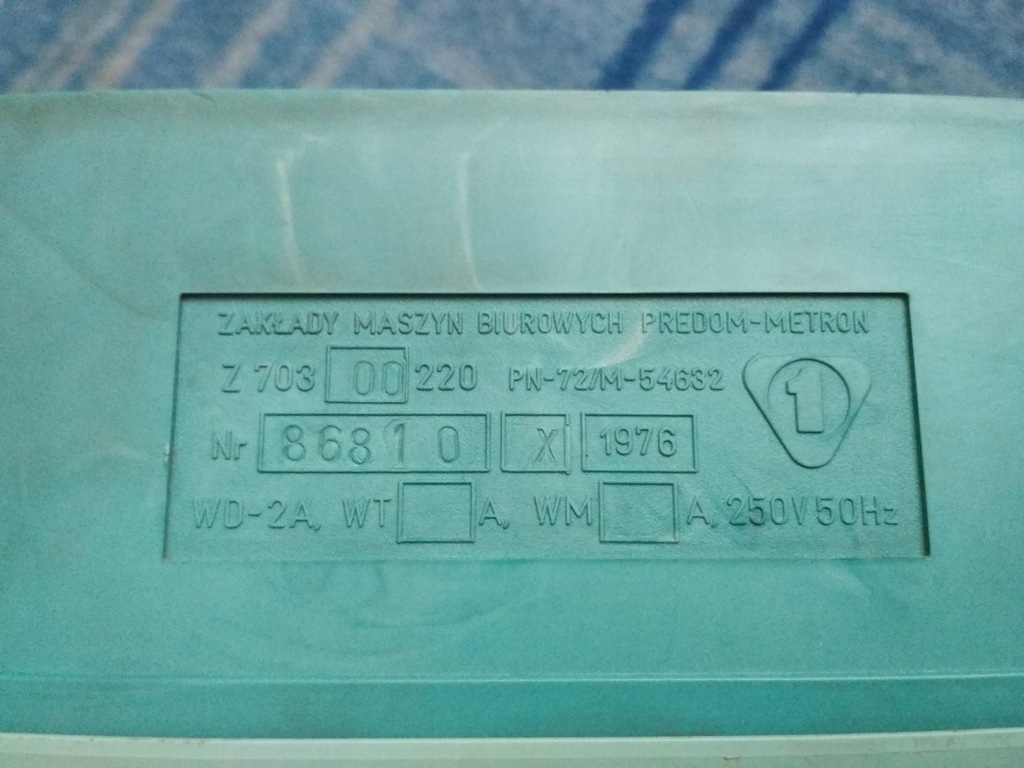 ZAKŁADY MASZYN BIUROWYCH PREDOM-METRON
Z 703 00 220 PN-72/M-54632 1
Nr 86810 X 1976
WD-2A, WT A, WM A, 250V 50Hz